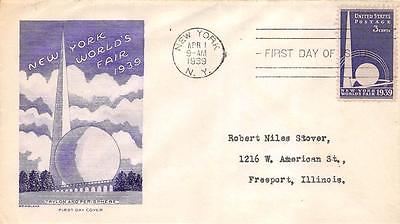 NEW YORK
WORLD'S
FAIR 1939
TRYLON AND PERISPHERE
FIRST DAY COVER
NEW YORK
APR 1
9-AM
1939
N.Y.
FIRST DAY OF IS
UNITED STATES
POSTAGE
3 CENTS
NEW YORK
WORLD'S FAIR 1939
Robert Niles Stover,
1216 W. American St.,
Freeport, Illinois.